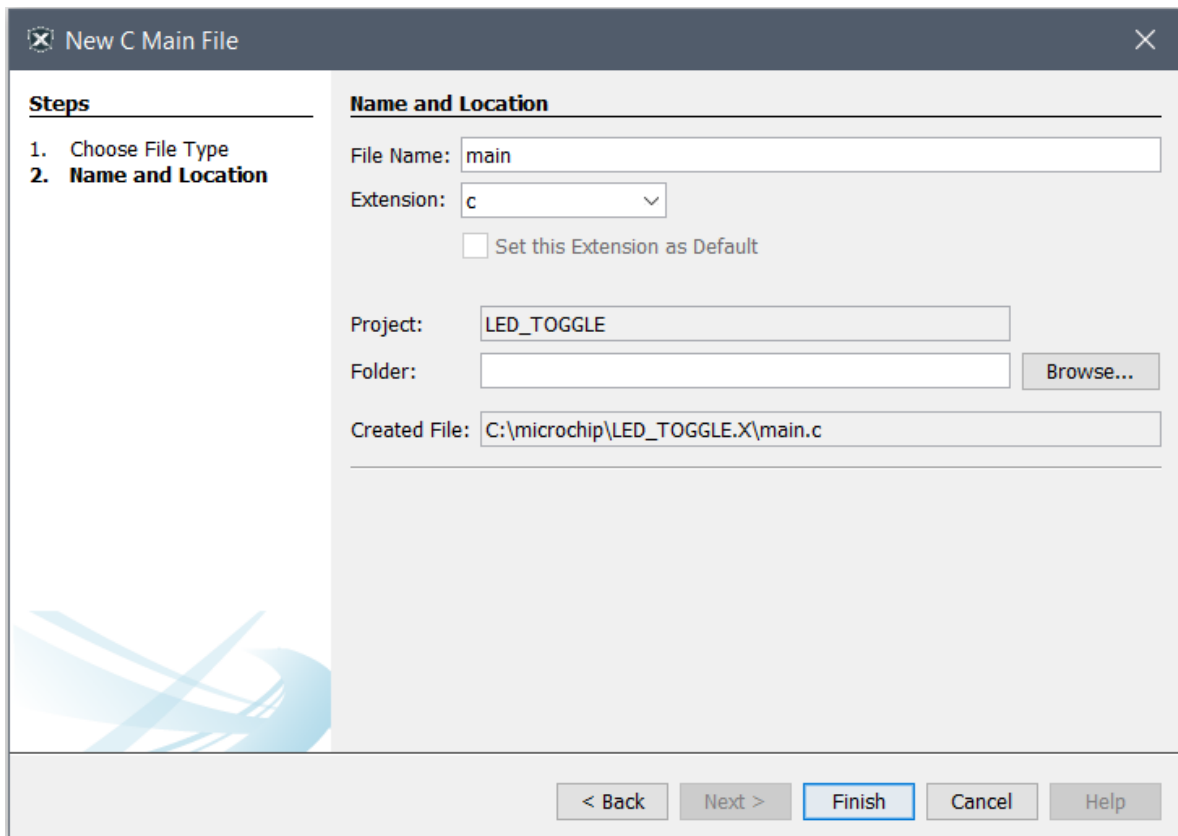 New C Main File
Steps
1. Choose File Type
2. Name and Location
Name and Location
File Name: main
Extension: c
Set this Extension as Default
Project: LED_TOGGLE
Folder:
Browse...
Created File: C:\microchip\LED_TOGGLE.X\main.c
< Back
Next >
Finish
Cancel
Help